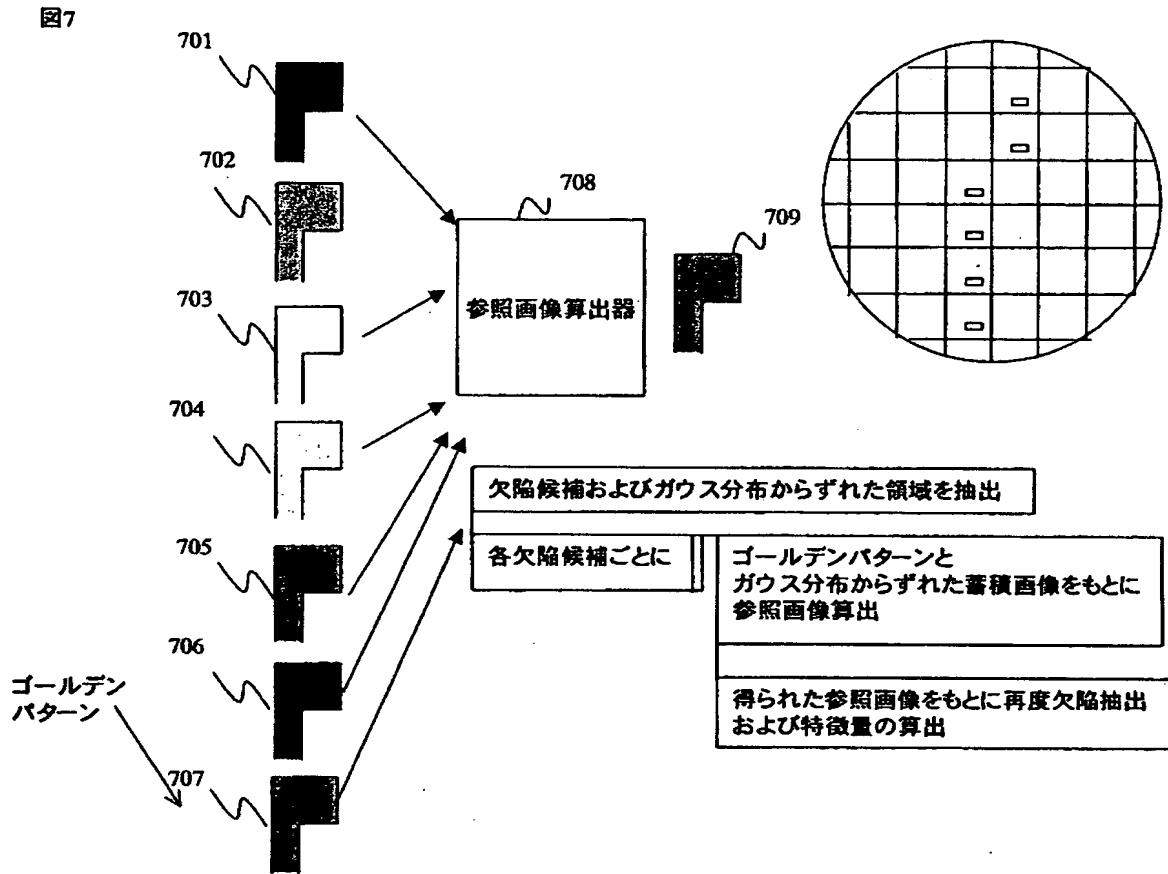 図7
701
702
703
704
705
706
707
ゴールデン
パターン
708
参照画像算出器
709
欠陥候補およびガウス分布からずれた領域を抽出
各欠陥候補ごとに
ゴールデンパターンと
ガウス分布からずれた蓄積画像をもとに
参照画像算出
得られた参照画像をもとに再度欠陥抽出
および特徴量の算出